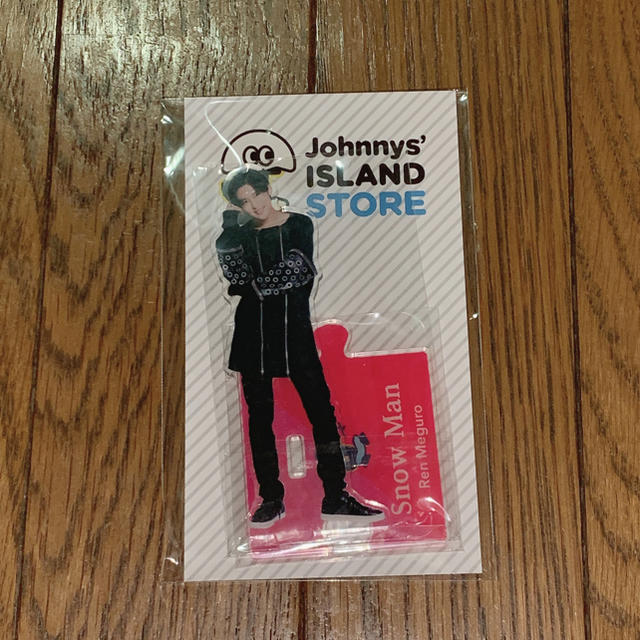 Johnnys'
ISLAND
STORE
Snow Man
Ren Meguro